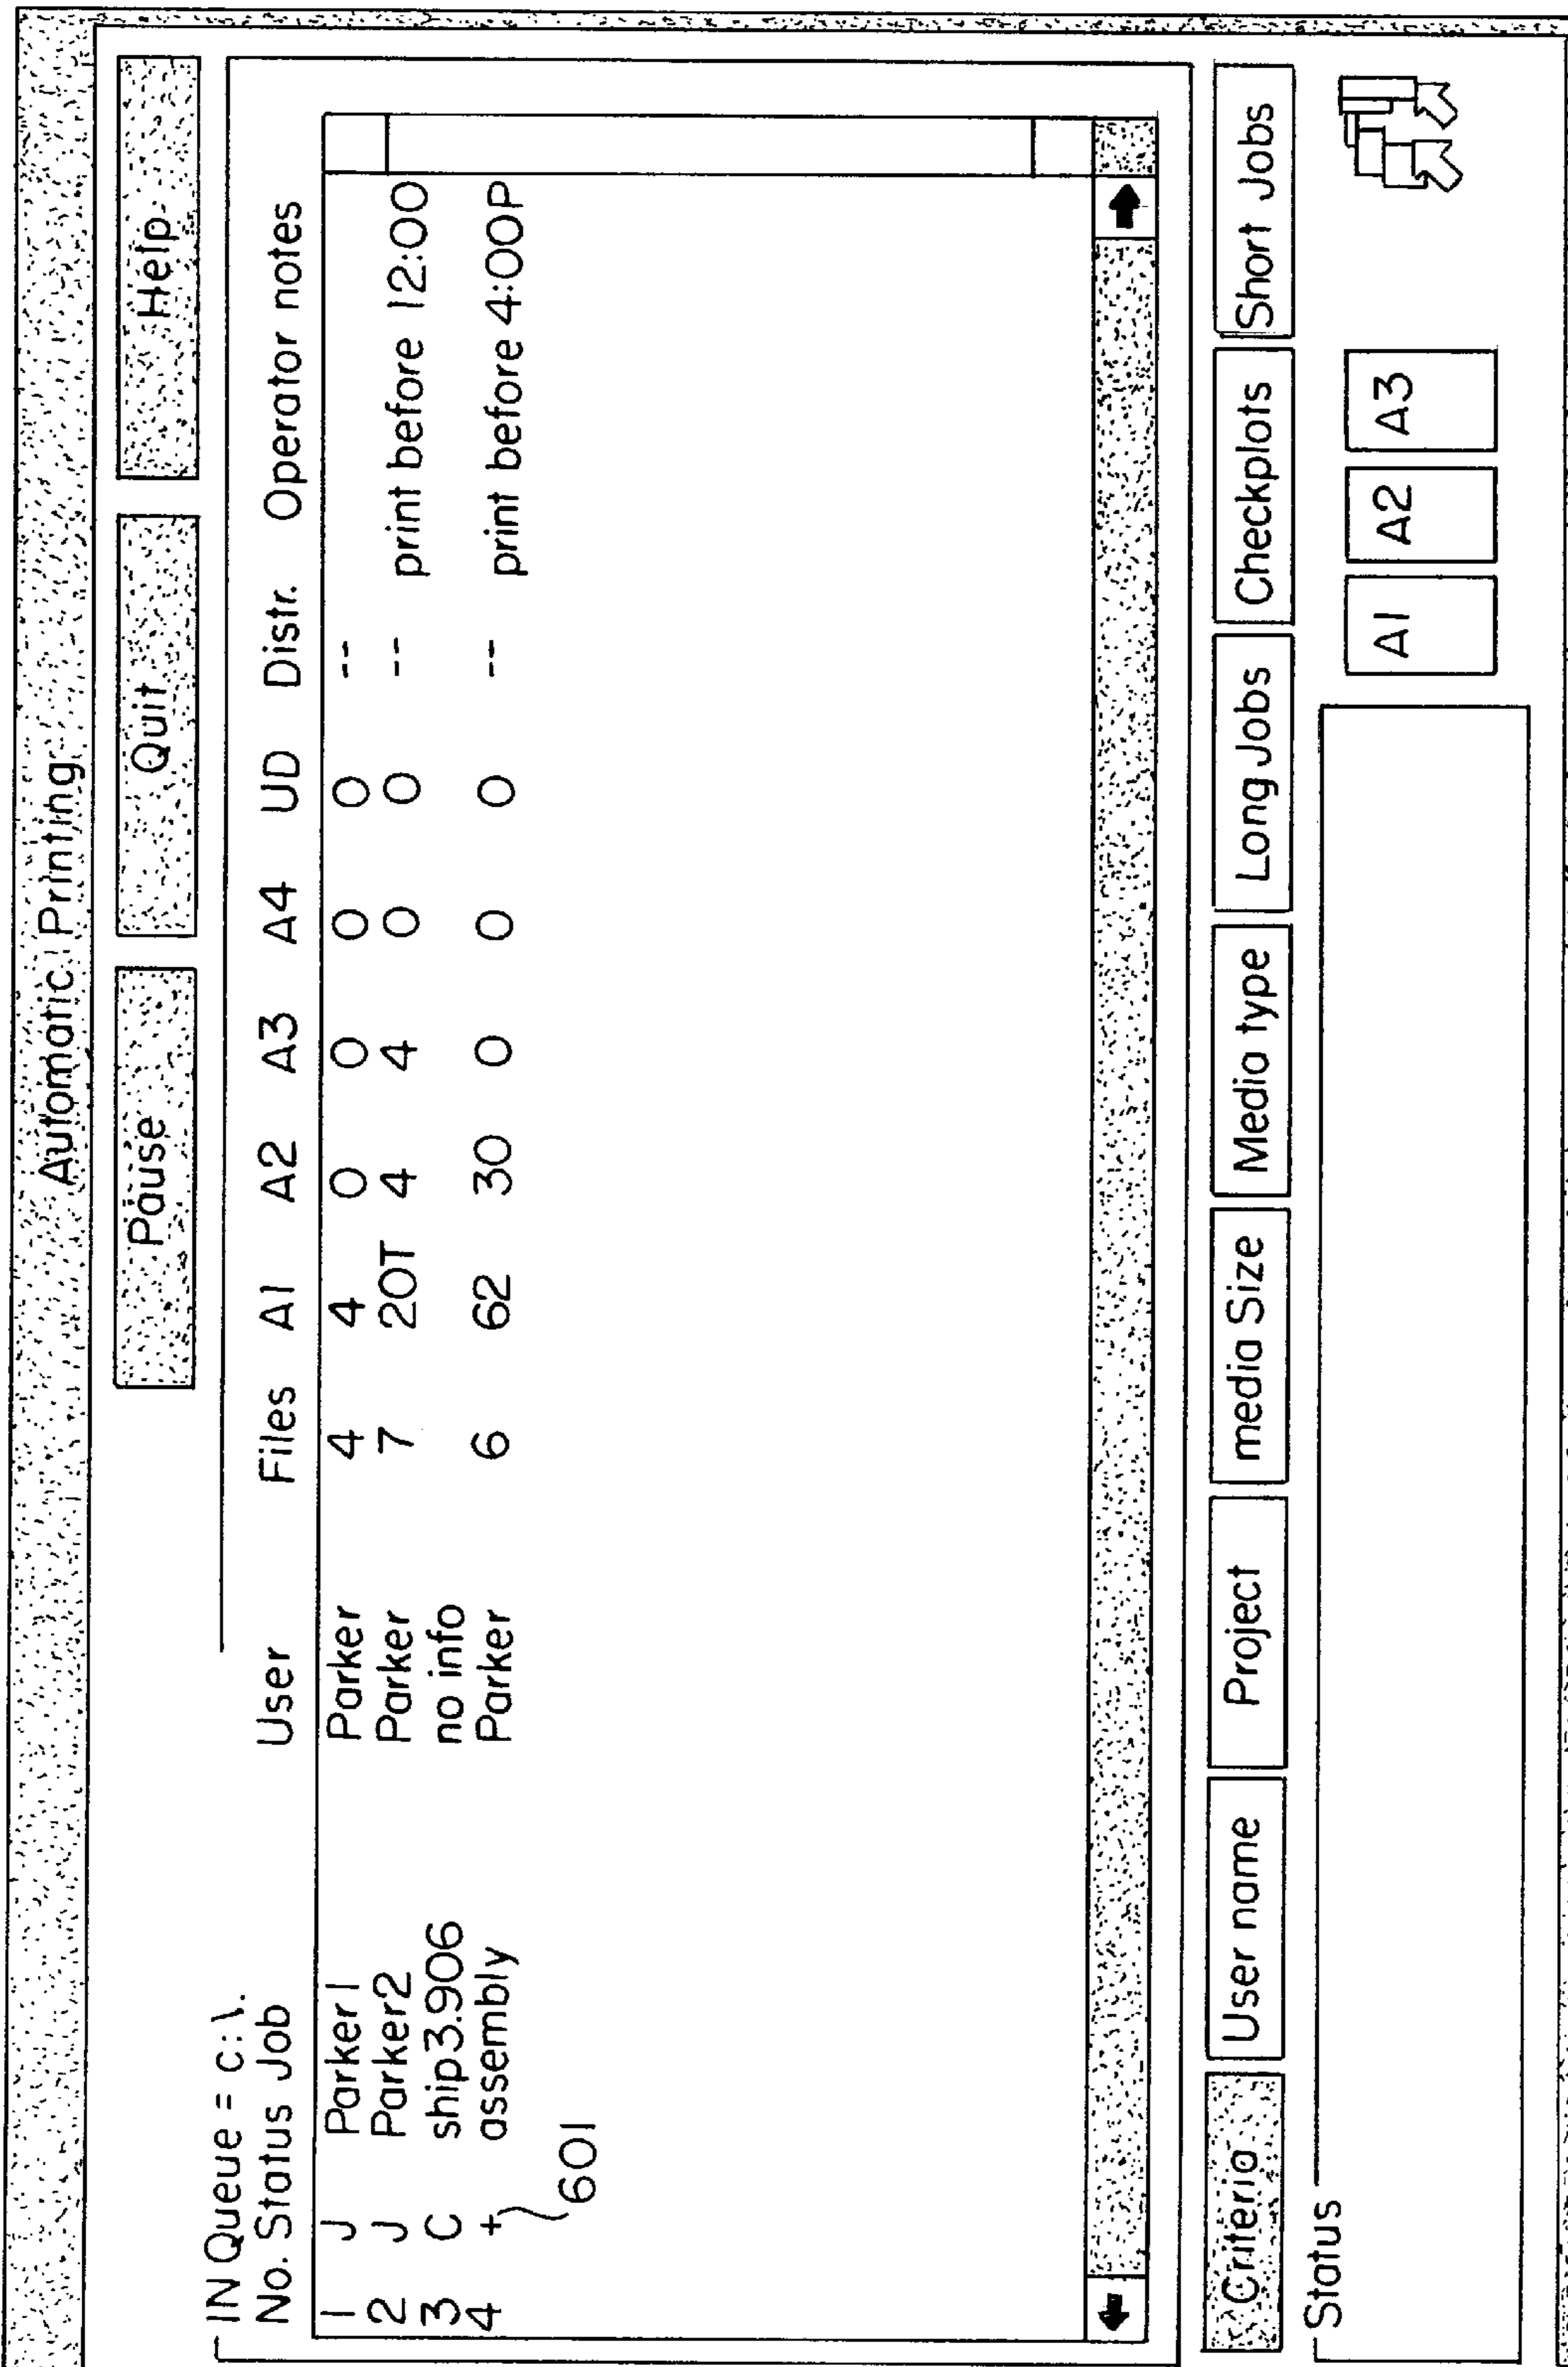 Automatic Printing
Pause Quit Help
IN Queue = c:\.
No. Status Job User Files A1 A2 A3 A4 UD Distr. Operator notes
1 J Parker1 Parker 4 4 0 0 0 0 --
2 J Parker2 Parker 7 20T 4 4 0 0 -- print before 12:00
3 C ship3.906 no info
4 + assembly Parker 6 62 30 0 0 0 -- print before 4:00P
601
Criteria User name Project media Size Media type Long Jobs Checkplots Short Jobs
Status
A1 A2 A3